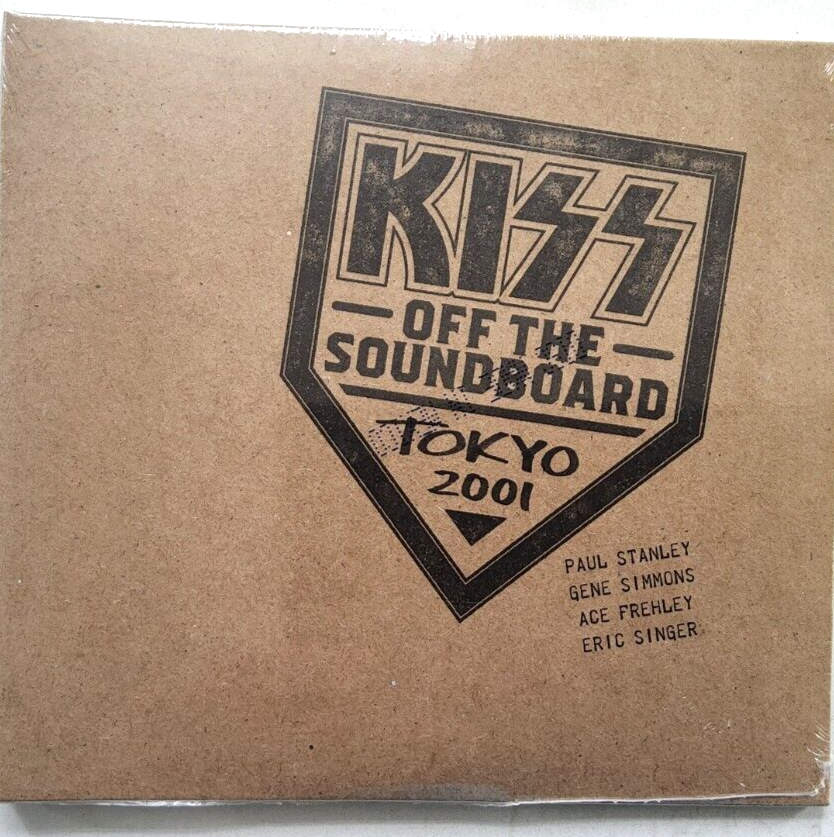 KISS
OFF THE
SOUNDBOARD
TOKYO
2001
PAUL STANLEY
GENE SIMMONS
ACE FREHLEY
ERIC SINGER